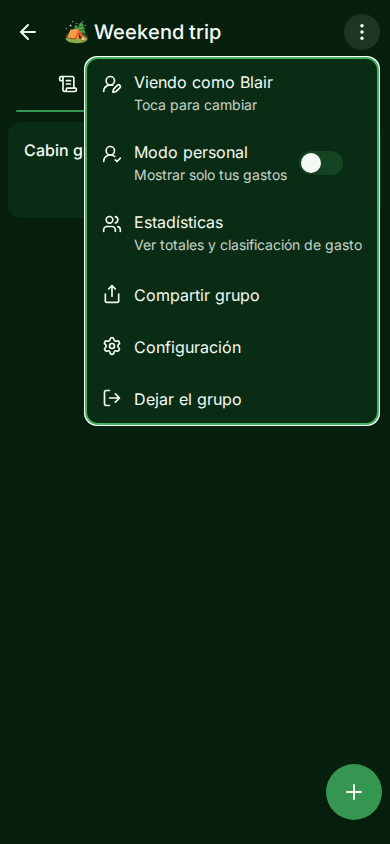 🏕️ Weekend trip
Viendo como Blair
Toca para cambiar
Cabin g
Modo personal
Mostrar solo tus gastos
Estadísticas
Ver totales y clasificación de gasto
Compartir grupo
Configuración
Dejar el grupo